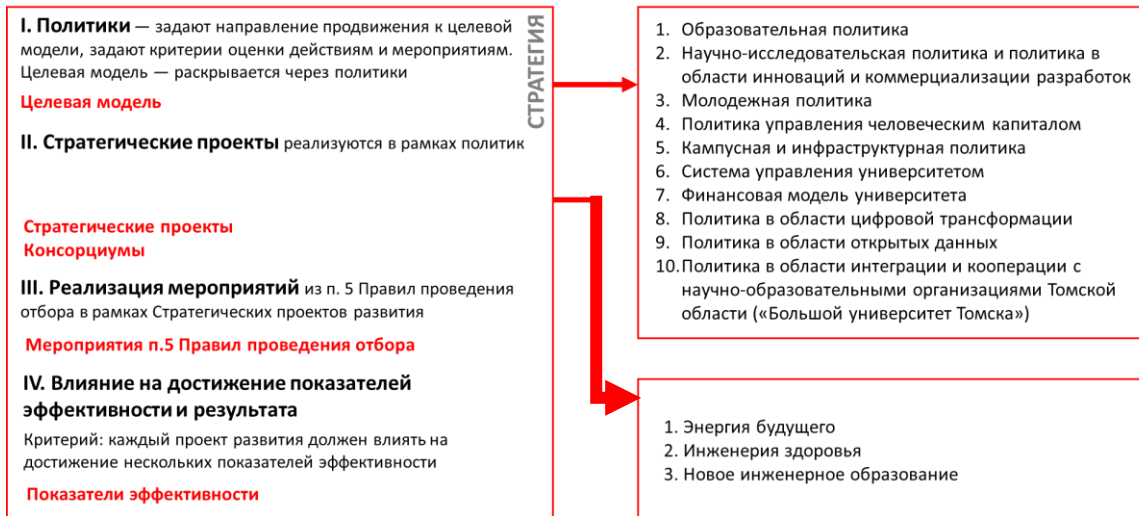 I. Политики — задают направление продвижения к целевой
модели, задают критерии оценки действиям и мероприятиям.
Целевая модель — раскрывается через политики
Целевая модель
II. Стратегические проекты реализуются в рамках политик
Стратегические проекты
Консорциумы
III. Реализация мероприятий из п. 5 Правил проведения
отбора в рамках Стратегических проектов развития
Мероприятия п.5 Правил проведения отбора
IV. Влияние на достижение показателей
эффективности и результата
Критерий: каждый проект развития должен влиять на
достижение нескольких показателей эффективности
Показатели эффективности
СТРАТЕГИЯ
1. Образовательная политика
2. Научно-исследовательская политика и политика в
области инноваций и коммерциализации разработок
3. Молодежная политика
4. Политика управления человеческим капиталом
5. Кампусная и инфраструктурная политика
6. Система управления университетом
7. Финансовая модель университета
8. Политика в области цифровой трансформации
9. Политика в области открытых данных
10. Политика в области интеграции и кооперации с
научно-образовательными организациями Томской
области («Большой университет Томска»)
1. Энергия будущего
2. Инженерия здоровья
3. Новое инженерное образование